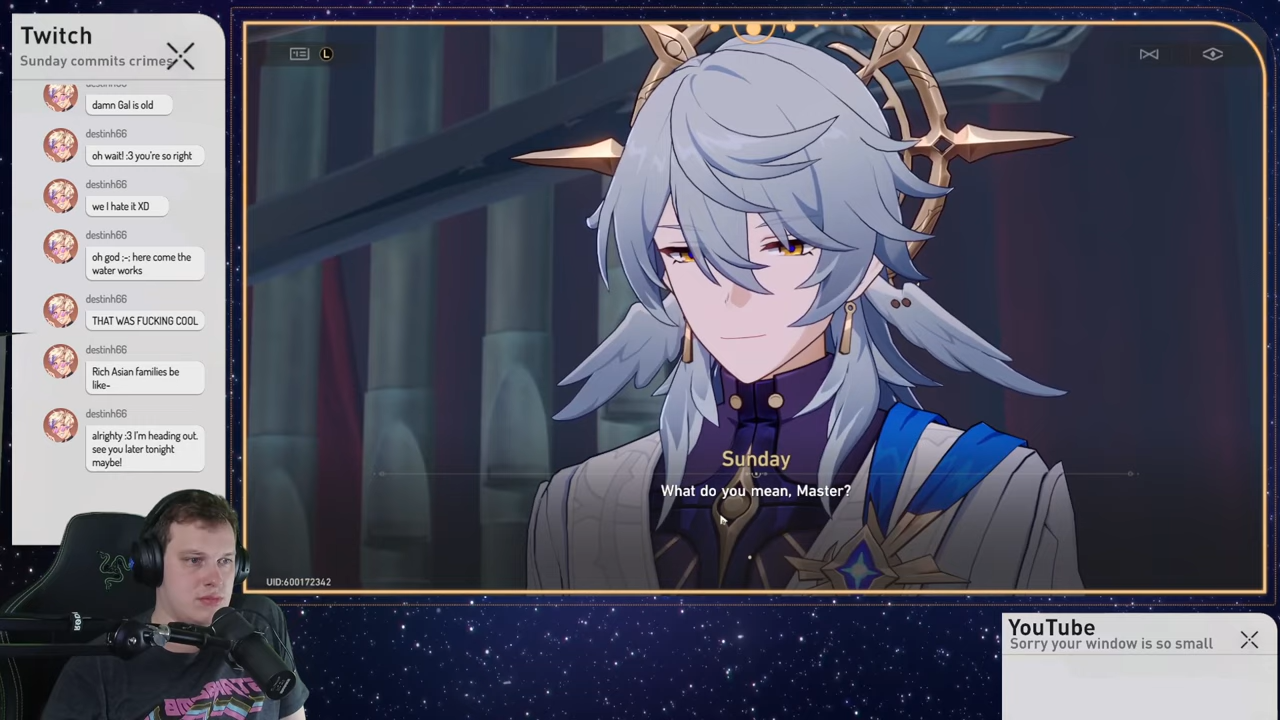 Twitch
Sunday commits crimes
damn Gal is old
destinh66
oh wait! :3 you're so right
destinh66
we I hate it XD
destinh66
oh god ;-; here come the
water works
destinh66
THAT WAS FUCKING COOL
destinh66
Rich Asian families be
like-
destinh66
alrighty :3 I'm heading out.
see you later tonight
maybe!
L
Sunday
What do you mean, Master?
UID:600172342
YouTube
Sorry your window is so small